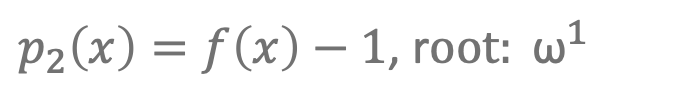 p₂(x) = f(x) − 1, root: ω¹